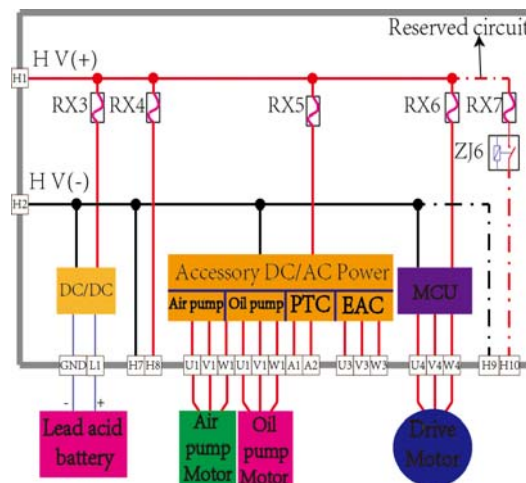 Reserved circuit
H V(+)
H1
RX3
RX4
RX5
RX6
RX7
ZJ6
H V(-)
H2
Accessory DC/AC Power
DC/DC
Air pump
Oil pump
PTC
EAC
MCU
GND
L1
H7
H8
U1
V1
W1
U1
V1
W1
A1
A2
U3
V3
W3
U4
V4
W4
H9
H10
-
+
Lead acid
battery
Air
pump
Motor
Oil
pump
Motor
Drive
Motor